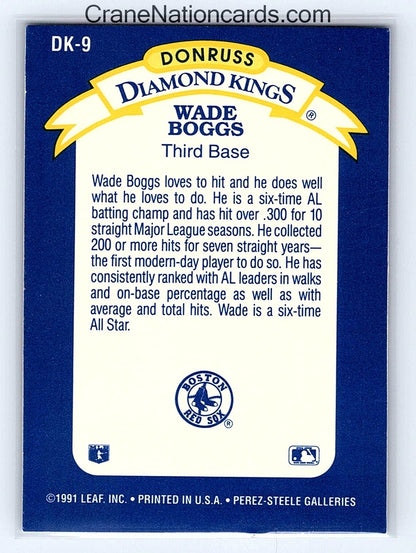 CraneNationcards.com
DK-9
DONRUSS
DIAMOND KINGS®
WADE
BOGGS
Third Base
Wade Boggs loves to hit and he does well
what he loves to do. He is a six-time AL
batting champ and has hit over .300 for 10
straight Major League seasons. He collected
200 or more hits for seven straight years—
the first modern-day player to do so. He has
consistently ranked with AL leaders in walks
and on-base percentage as well as with
average and total hits. Wade is a six-time
All Star.
BOSTON
RED SOX®
©1991 LEAF, INC. • PRINTED IN U.S.A. • PEREZ-STEELE GALLERIES